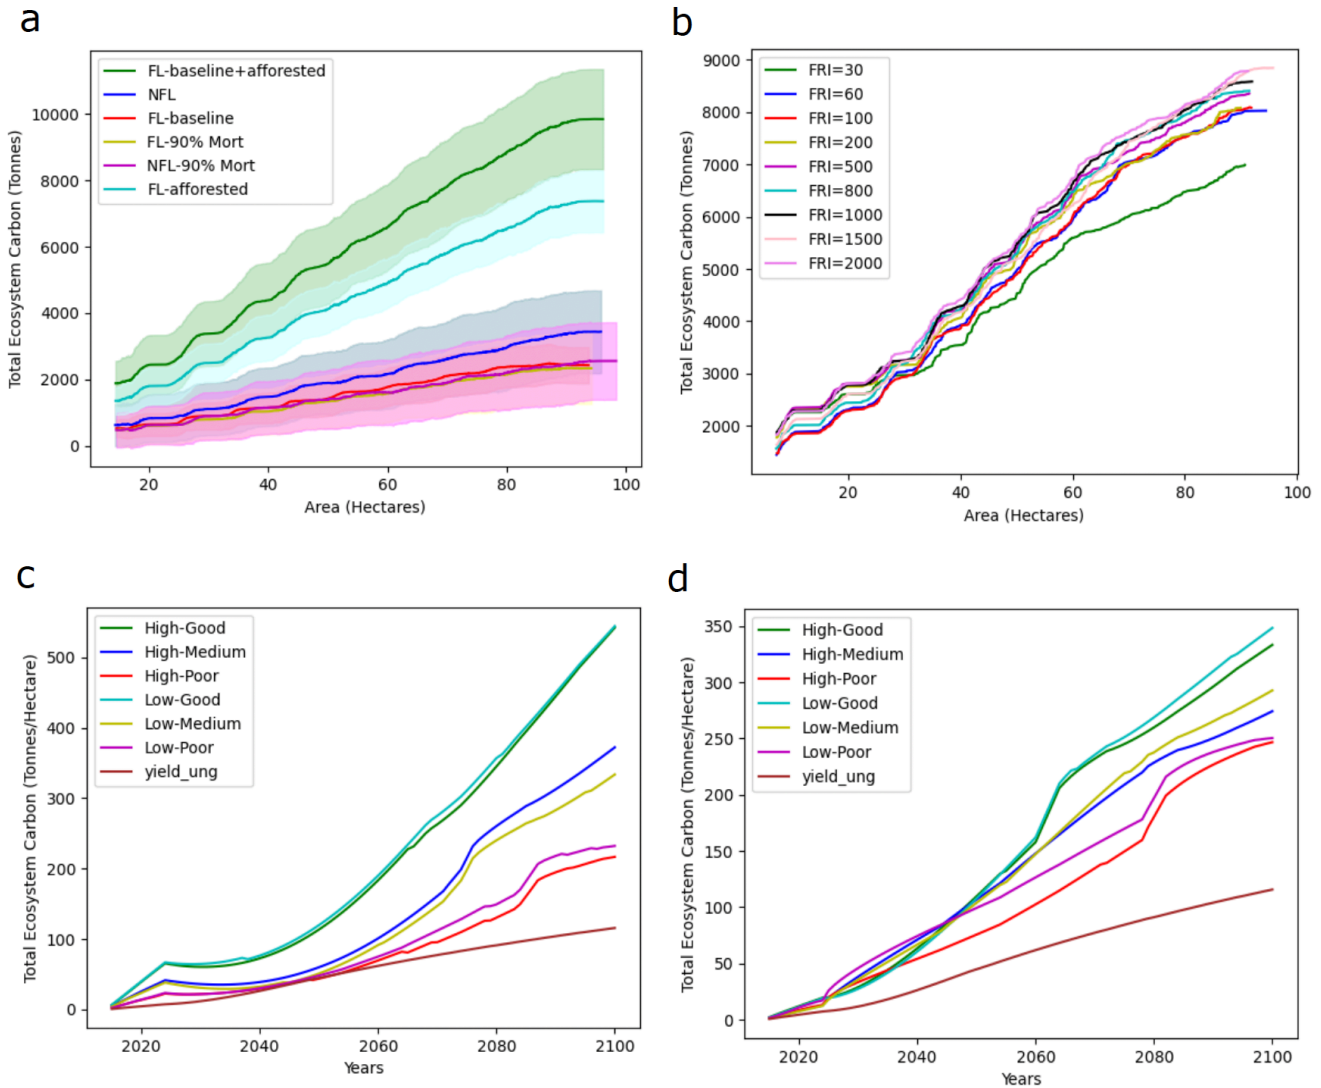 a
FL-baseline+afforested
NFL
FL-baseline
FL-90% Mort
NFL-90% Mort
FL-afforested
Total Ecosystem Carbon (Tonnes)
10000
8000
6000
4000
2000
0
20 40 60 80 100
Area (Hectares)
b
FRI=30
FRI=60
FRI=100
FRI=200
FRI=500
FRI=800
FRI=1000
FRI=1500
FRI=2000
Total Ecosystem Carbon (Tonnes)
9000
8000
7000
6000
5000
4000
3000
2000
20 40 60 80 100
Area (Hectares)
c
High-Good
High-Medium
High-Poor
Low-Good
Low-Medium
Low-Poor
yield_ung
Total Ecosystem Carbon (Tonnes/Hectare)
500
400
300
200
100
0
2020 2040 2060 2080 2100
Years
d
High-Good
High-Medium
High-Poor
Low-Good
Low-Medium
Low-Poor
yield_ung
Total Ecosystem Carbon (Tonnes/Hectare)
350
300
250
200
150
100
50
0
2020 2040 2060 2080 2100
Years